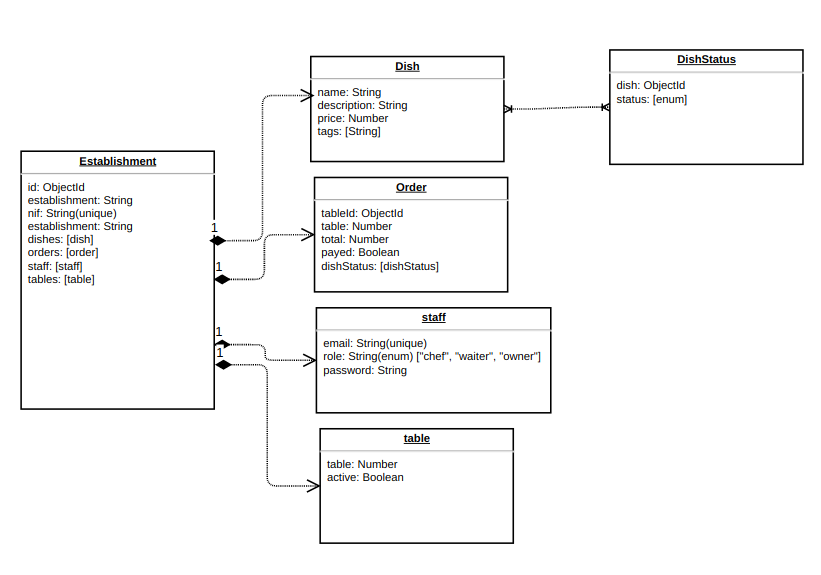 Establishment
id: ObjectId
establishment: String
nif: String(unique)
establishment: String
dishes: [dish]
orders: [order]
staff: [staff]
tables: [table]
1
1
1
1
Dish
name: String
description: String
price: Number
tags: [String]
DishStatus
dish: ObjectId
status: [enum]
Order
tableId: ObjectId
table: Number
total: Number
payed: Boolean
dishStatus: [dishStatus]
staff
email: String(unique)
role: String(enum) ["chef", "waiter", "owner"]
password: String
table
table: Number
active: Boolean